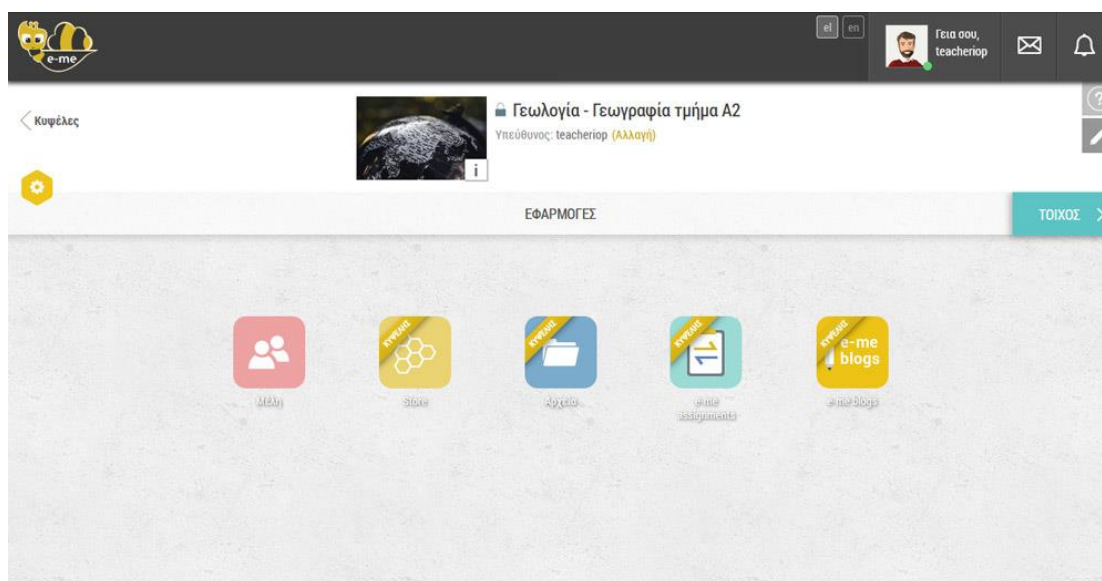 e-me
el en
Γεια σου,
teacheriop
Κυψέλες
Γεωλογία - Γεωγραφία τμήμα Α2
Υπεύθυνος: teacheriop (Αλλαγή)
i
?
ΕΦΑΡΜΟΓΕΣ
ΤΟΙΧΟΣ
ΚΥΨΕΛΗΣ
ΚΥΨΕΛΗΣ
ΚΥΨΕΛΗΣ
ΚΥΨΕΛΗΣ
e-me
blogs
Μέλη
Store
Αρχεία
e-me
assignments
e-me blogs